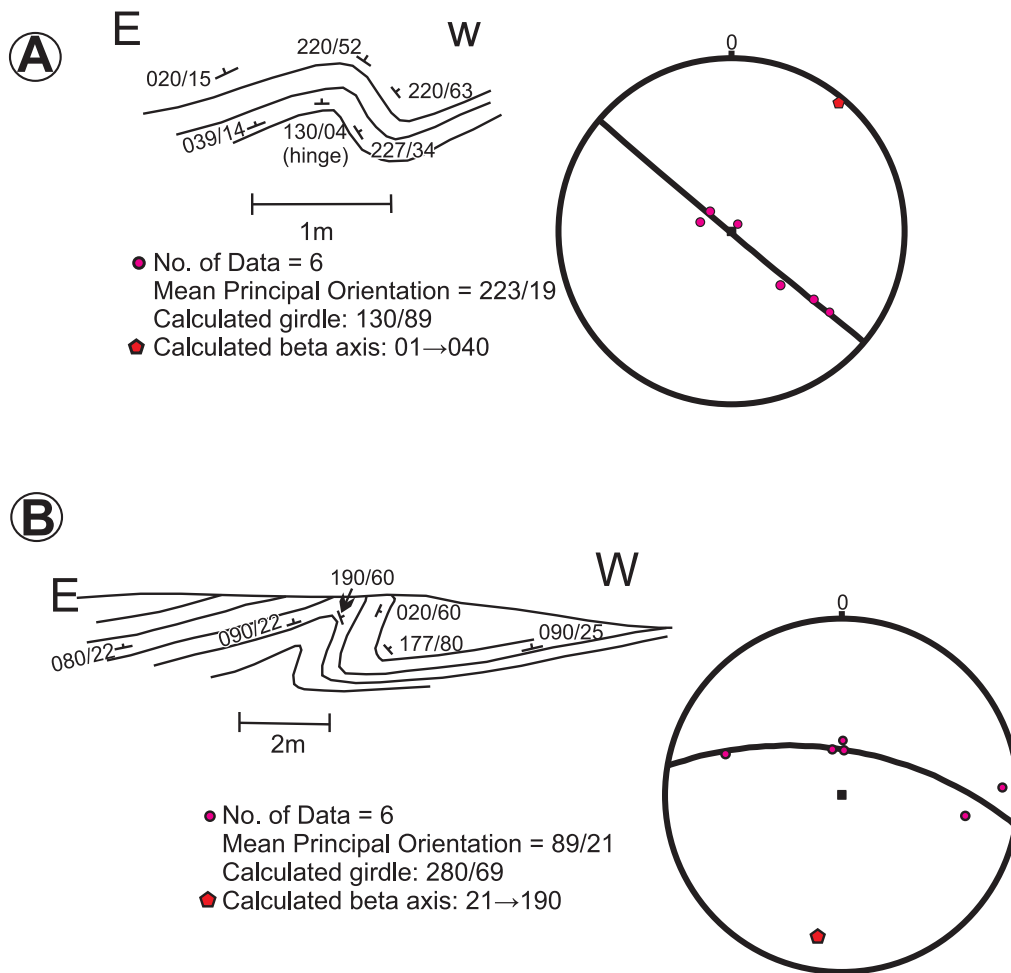 A
E
W
220/52
020/15
220/63
039/14
130/04
(hinge)
227/34
1m
No. of Data = 6
Mean Principal Orientation = 223/19
Calculated girdle: 130/89
Calculated beta axis: 01→040
0
B
E
W
190/60
020/60
090/22
177/80
090/25
080/22
2m
No. of Data = 6
Mean Principal Orientation = 89/21
Calculated girdle: 280/69
Calculated beta axis: 21→190
0